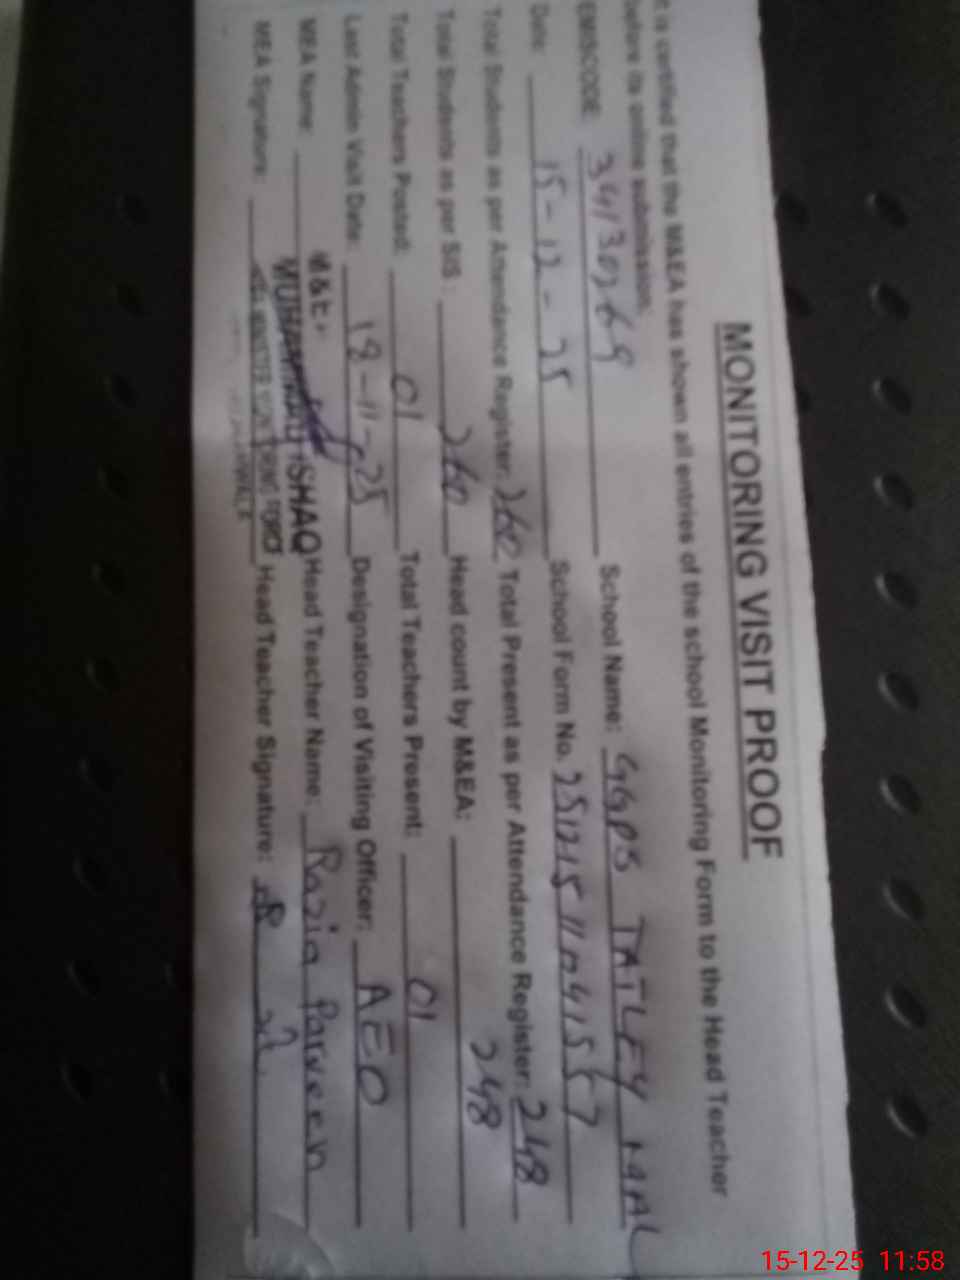 MONITORING VISIT PROOF
It is certified that the M&EA has shown all entries of the school Monitoring Form to the Head Teacher
before its online submission.
EMISCODE: 34130269 School Name: GGPS TATLEY MALI
Date: 15-12-25 School Form No. 251215
Total Students as per Attendance Register: 260 Total Present as per Attendance Register: 248
Total Students as per SIS: 260 Head count by M&EA: 248
Total Teachers Posted: 01 Total Teachers Present: 01
Last Admin Visit Date: 18-11-25 Designation of Visiting Officer: AEO
MEA Name: MUHAMMAD ISHAQ Head Teacher Name: Razia Parveen
MEA Signature: Head Teacher Signature:
15-12-25 11:58